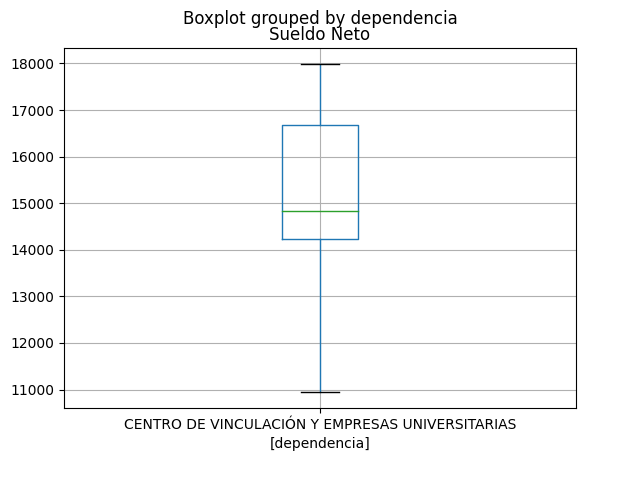 Boxplot grouped by dependencia
Sueldo Neto
18000
17000
16000
15000
14000
13000
12000
11000
CENTRO DE VINCULACIÓN Y EMPRESAS UNIVERSITARIAS
[dependencia]